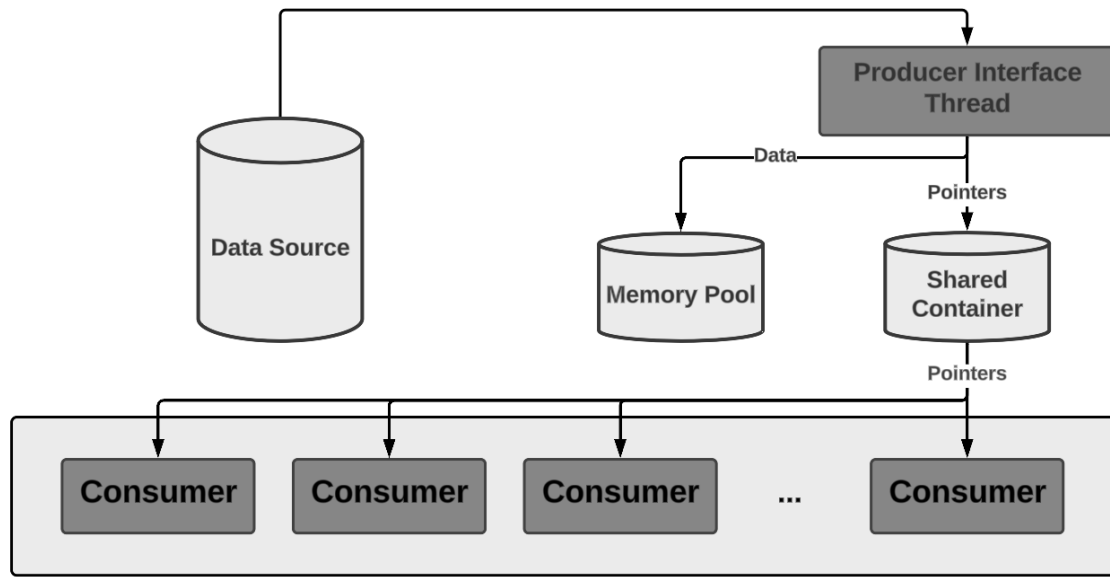 Producer Interface
Thread
Data
Pointers
Data Source
Memory Pool
Shared
Container
Pointers
Consumer
Consumer
Consumer
...
Consumer